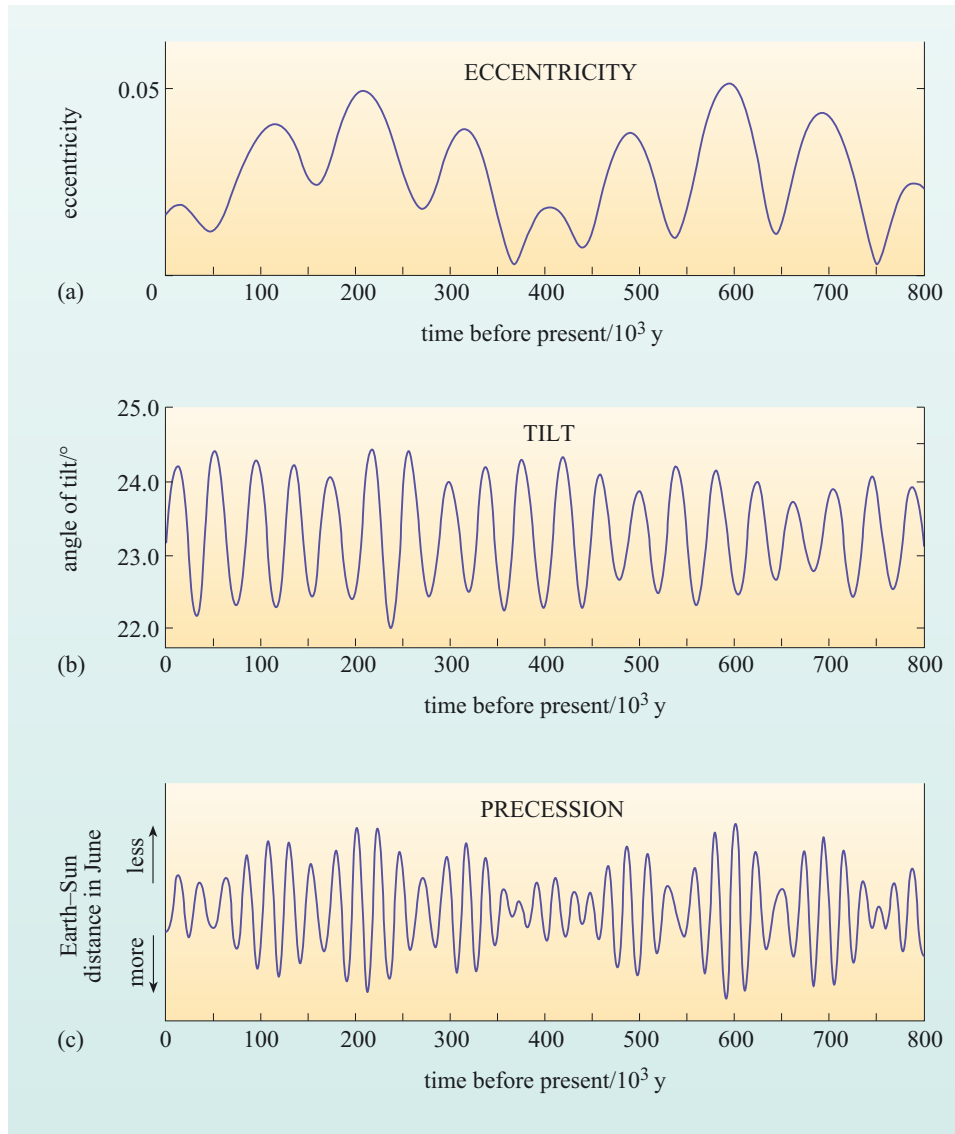 ECCENTRICITY
0.05
eccentricity
(a)
0 100 200 300 400 500 600 700 800
time before present/10³ y
25.0
TILT
24.0
angle of tilt/°
23.0
22.0
(b)
0 100 200 300 400 500 600 700 800
time before present/10³ y
PRECESSION
Earth–Sun
distance in June
less
more
(c)
0 100 200 300 400 500 600 700 800
time before present/10³ y